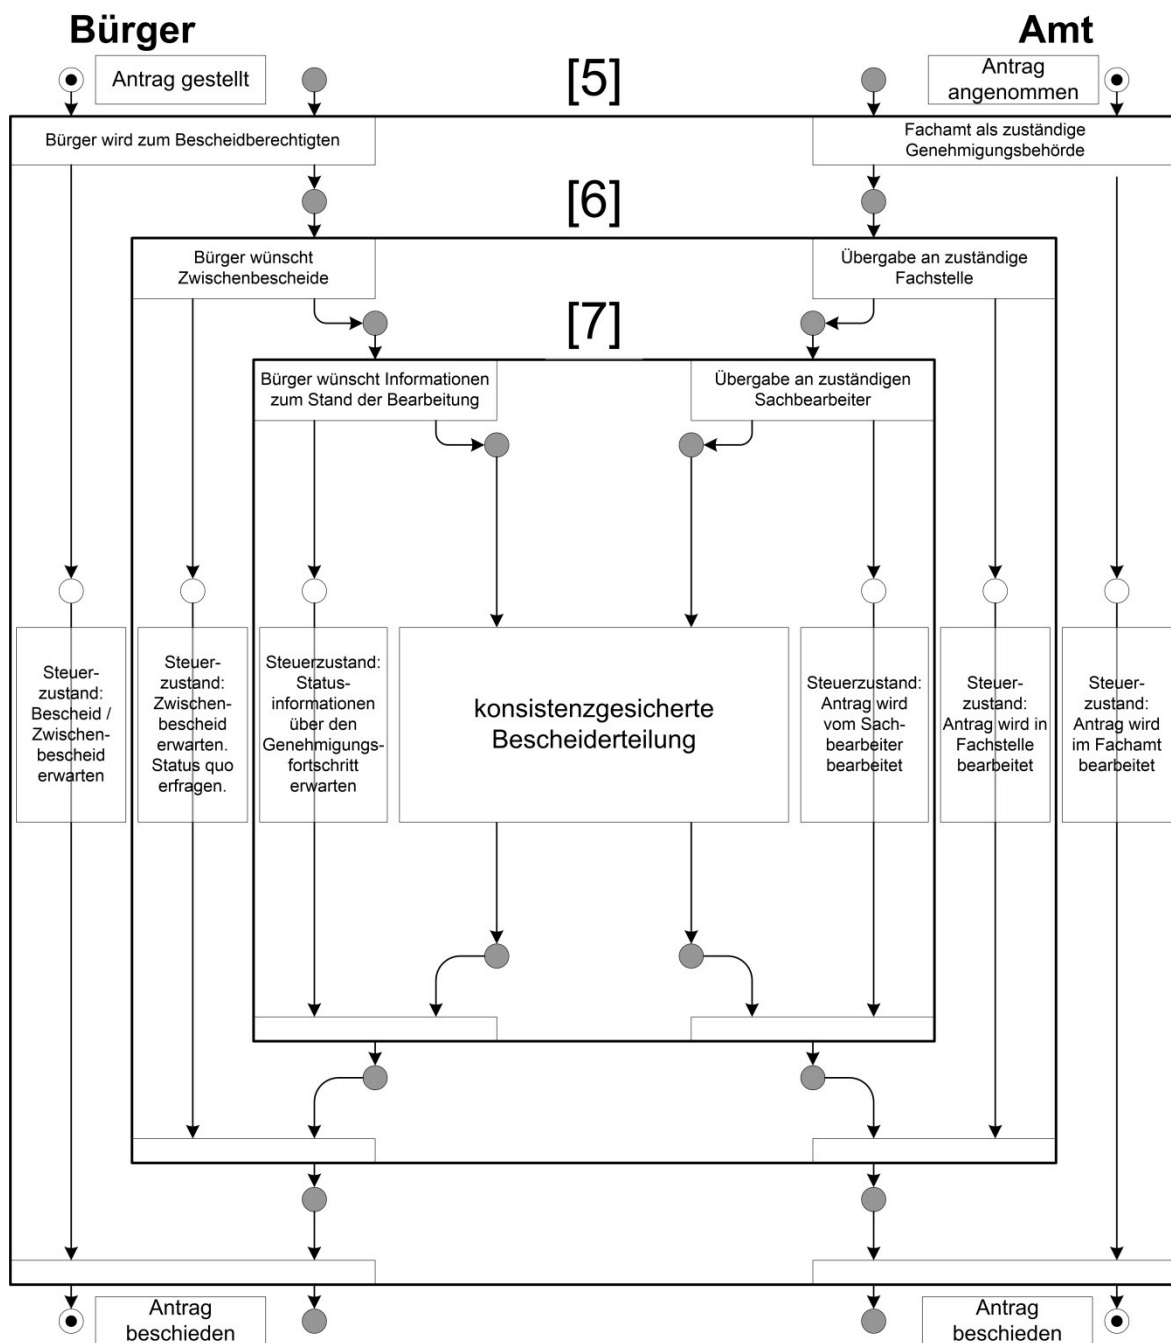 Bürger
Amt
Antrag gestellt
[5]
Antrag
angenommen
Bürger wird zum Bescheidberechtigten
Fachamt als zuständige
Genehmigungsbehörde
[6]
Bürger wünscht
Zwischenbescheide
Übergabe an zuständige
Fachstelle
[7]
Bürger wünscht Informationen
zum Stand der Bearbeitung
Übergabe an zuständigen
Sachbearbeiter
Steuer-
zustand:
Bescheid /
Zwischen-
bescheid
erwarten
Steuer-
zustand:
Zwischen-
bescheid
erwarten.
Status quo
erfragen.
Steuerzustand:
Status-
informationen
über den
Genehmigungs-
fortschritt
erwarten
konsistenzgesicherte
Bescheiderteilung
Steuerzustand:
Antrag wird
vom Sach-
bearbeiter
bearbeitet
Steuer-
zustand:
Antrag wird in
Fachstelle
bearbeitet
Steuer-
zustand:
Antrag wird
im Fachamt
bearbeitet
Antrag
beschieden
Antrag
beschieden